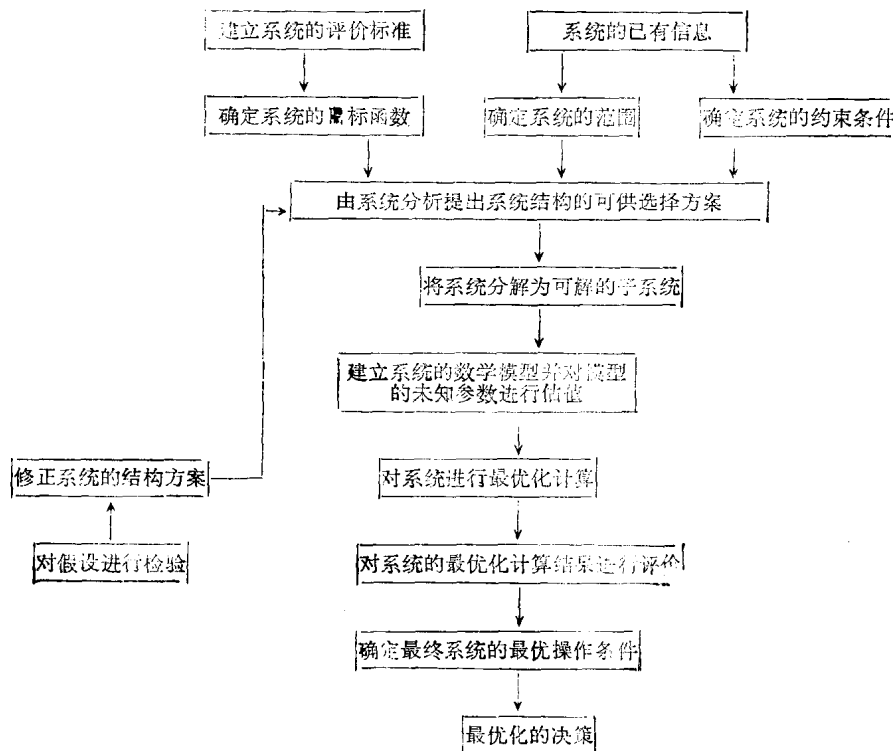 建立系统的评价标准
系统的已有信息
确定系统的目标函数
确定系统的范围
确定系统的约束条件
由系统分析提出系统结构的可供选择方案
将系统分解为可解的子系统
建立系统的数学模型并对模型
的未知参数进行估值
修正系统的结构方案
对系统进行最优化计算
对假设进行检验
对系统的最优化计算结果进行评价
确定最终系统的最优操作条件
最优化的决策